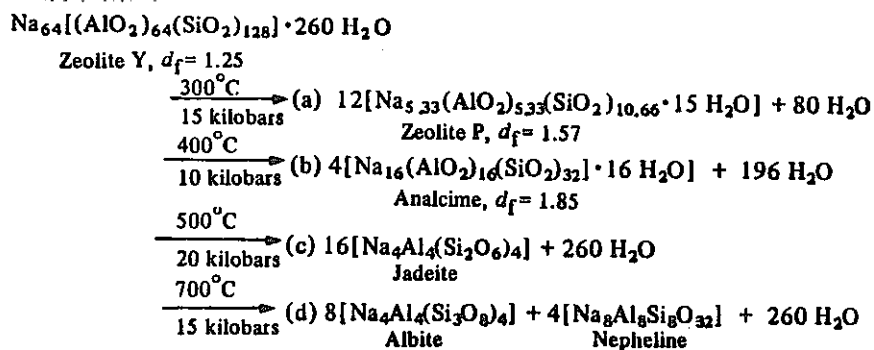 Na64[(AlO2)64(SiO2)128]·260 H2O
Zeolite Y, df= 1.25
300°C
15 kilobars
(a) 12[Na5.33(AlO2)5.33(SiO2)10.66·15 H2O] + 80 H2O
Zeolite P, df= 1.57
400°C
10 kilobars
(b) 4[Na16(AlO2)16(SiO2)32]·16 H2O] + 196 H2O
Analcime, df= 1.85
500°C
20 kilobars
(c) 16[Na4Al4(Si2O6)4] + 260 H2O
Jadeite
700°C
15 kilobars
(d) 8[Na4Al4(Si3O8)4] + 4[Na8Al8Si8O32] + 260 H2O
Albite Nepheline